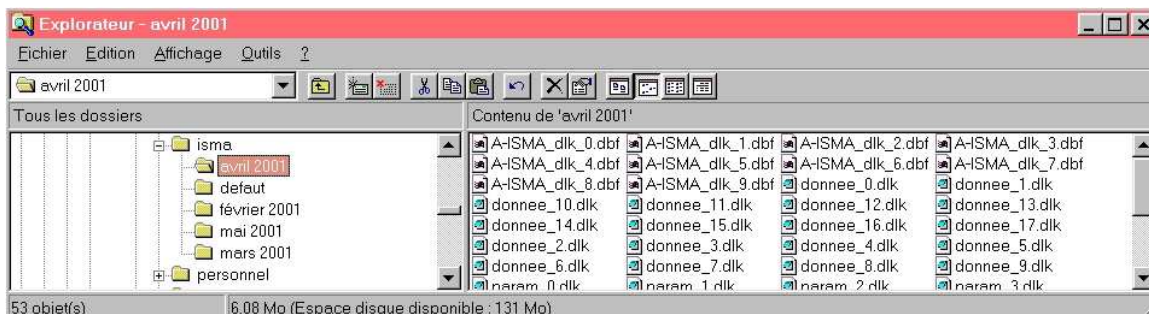 Explorateur - avril 2001
Fichier Edition Affichage Outils ?
avril 2001
Tous les dossiers
Contenu de 'avril 2001'
isma
avril 2001
defaut
février 2001
mai 2001
mars 2001
personnel
A-ISMA_dlk_0.dbf A-ISMA_dlk_1.dbf A-ISMA_dlk_2.dbf A-ISMA_dlk_3.dbf
A-ISMA_dlk_4.dbf A-ISMA_dlk_5.dbf A-ISMA_dlk_6.dbf A-ISMA_dlk_7.dbf
A-ISMA_dlk_8.dbf A-ISMA_dlk_9.dbf donnee_0.dlk donnee_1.dlk
donnee_10.dlk donnee_11.dlk donnee_12.dlk donnee_13.dlk
donnee_14.dlk donnee_15.dlk donnee_16.dlk donnee_17.dlk
donnee_2.dlk donnee_3.dlk donnee_4.dlk donnee_5.dlk
donnee_6.dlk donnee_7.dlk donnee_8.dlk donnee_9.dlk
param_0.dlk param_1.dlk param_2.dlk param_3.dlk
53 objet(s) 6.08 Mo (Espace disque disponible : 131 Mo)